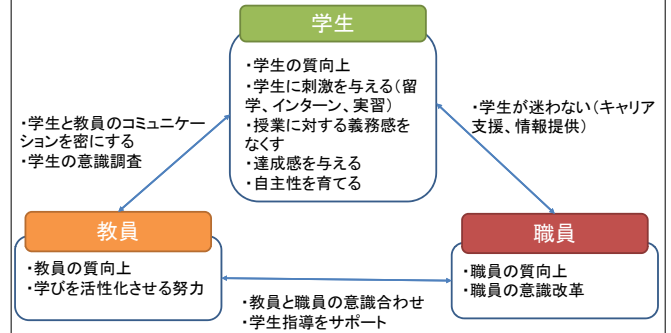 学生
・学生の質向上
・学生に刺激を与える（留
学、インターン、実習）
・授業に対する義務感を
なくす
・達成感を与える
・自主性を育てる
・学生と教員のコミュニケー
ションを密にする
・学生の意識調査
・学生が迷わない（キャリア
支援、情報提供）
教員
・教員の質向上
・学びを活性化させる努力
職員
・職員の質向上
・職員の意識改革
・教員と職員の意識合わせ
・学生指導をサポート